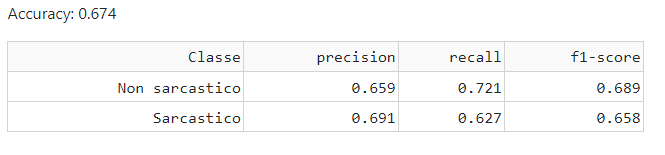 Accuracy: 0.674
Classe precision recall f1-score
Non sarcastico 0.659 0.721 0.689
Sarcastico 0.691 0.627 0.658